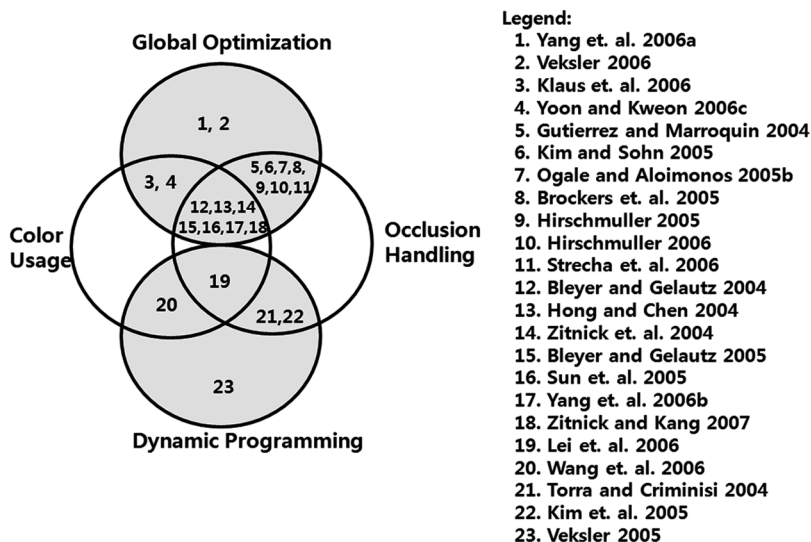 Global Optimization
1, 2
3, 4
5,6,7,8,
9,10,11
12,13,14
15,16,17,18
Color
Usage
Occlusion
Handling
19
20
21,22
23
Dynamic Programming
Legend:
1. Yang et. al. 2006a
2. Veksler 2006
3. Klaus et. al. 2006
4. Yoon and Kweon 2006c
5. Gutierrez and Marroquin 2004
6. Kim and Sohn 2005
7. Ogale and Aloimonos 2005b
8. Brockers et. al. 2005
9. Hirschmuller 2005
10. Hirschmuller 2006
11. Strecha et. al. 2006
12. Bleyer and Gelautz 2004
13. Hong and Chen 2004
14. Zitnick et. al. 2004
15. Bleyer and Gelautz 2005
16. Sun et. al. 2005
17. Yang et. al. 2006b
18. Zitnick and Kang 2007
19. Lei et. al. 2006
20. Wang et. al. 2006
21. Torra and Criminisi 2004
22. Kim et. al. 2005
23. Veksler 2005